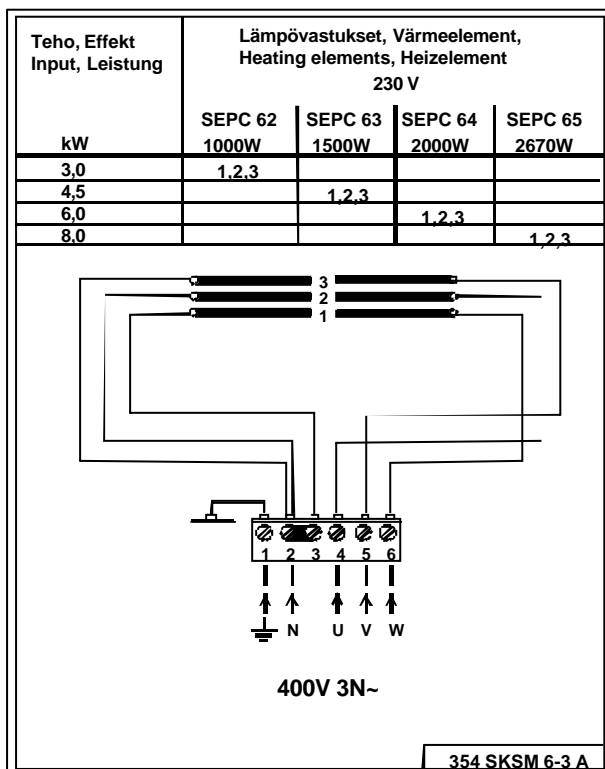 Teho, Effekt
Input, Leistung
Lämpövastukset, Värmeelement,
Heating elements, Heizelement
230 V
kW
SEPC 62 SEPC 63 SEPC 64 SEPC 65
1000W 1500W 2000W 2670W
3,0 1,2,3
4,5 1,2,3
6,0 1,2,3
8,0 1,2,3
3
2
1
1 2 3 4 5 6
N U V W
400V 3N~
354 SKSM 6-3 A